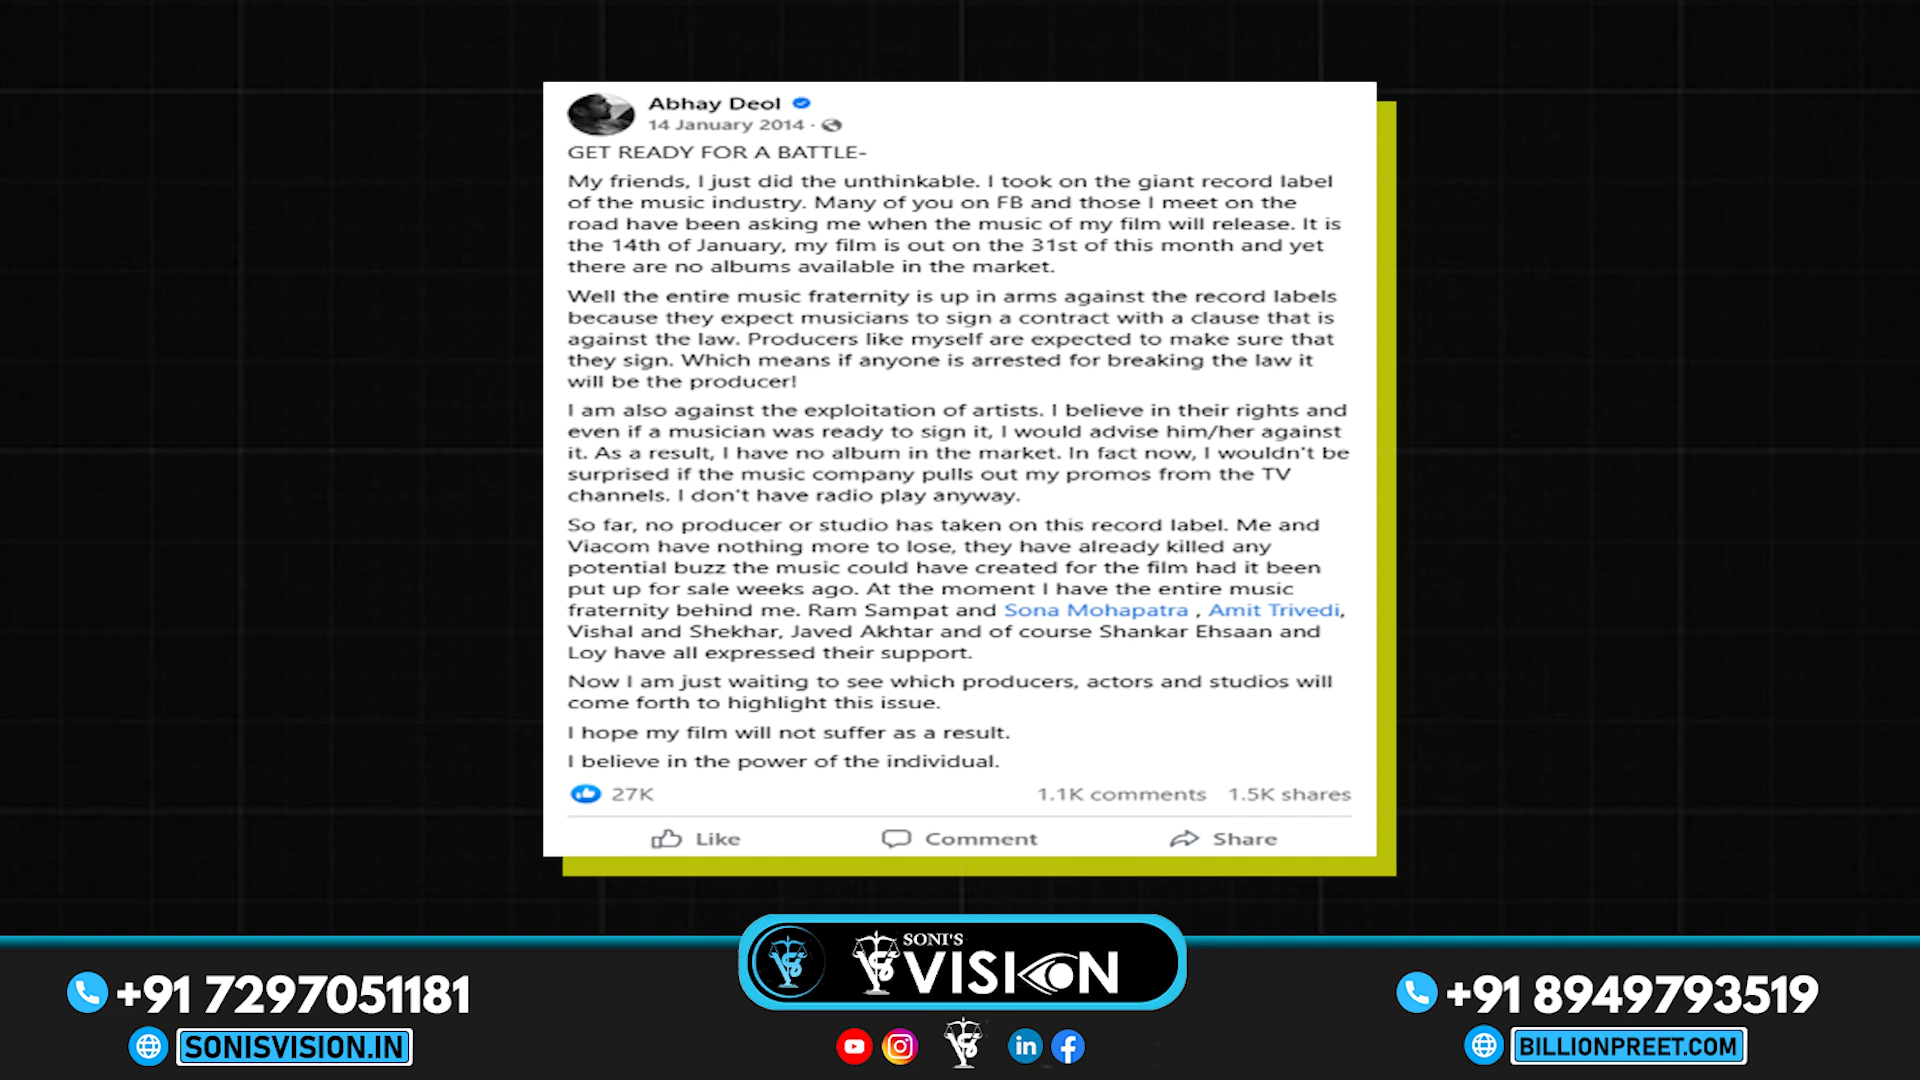 Abhay Deol
14 January 2014 ·
GET READY FOR A BATTLE-
My friends, I just did the unthinkable. I took on the giant record label
of the music industry. Many of you on FB and those I meet on the
road have been asking me when the music of my film will release. It is
the 14th of January, my film is out on the 31st of this month and yet
there are no albums available in the market.
Well the entire music fraternity is up in arms against the record labels
because they expect musicians to sign a contract with a clause that is
against the law. Producers like myself are expected to make sure that
they sign. Which means if anyone is arrested for breaking the law it
will be the producer!
I am also against the exploitation of artists. I believe in their rights and
even if a musician was ready to sign it, I would advise him/her against
it. As a result, I have no album in the market. In fact now, I wouldn't be
surprised if the music company pulls out my promos from the TV
channels. I don't have radio play anyway.
So far, no producer or studio has taken on this record label. Me and
Viacom have nothing more to lose, they have already killed any
potential buzz the music could have created for the film had it been
put up for sale weeks ago. At the moment I have the entire music
fraternity behind me. Ram Sampat and Sona Mohapatra , Amit Trivedi,
Vishal and Shekhar, Javed Akhtar and of course Shankar Ehsaan and
Loy have all expressed their support.
Now I am just waiting to see which producers, actors and studios will
come forth to highlight this issue.
I hope my film will not suffer as a result.
I believe in the power of the individual.
27K 1.1K comments 1.5K shares
Like Comment Share
SONI'S
VISION
+91 7297051181
+91 8949793519
SONISVISION.IN
in
BILLIONPREET.COM